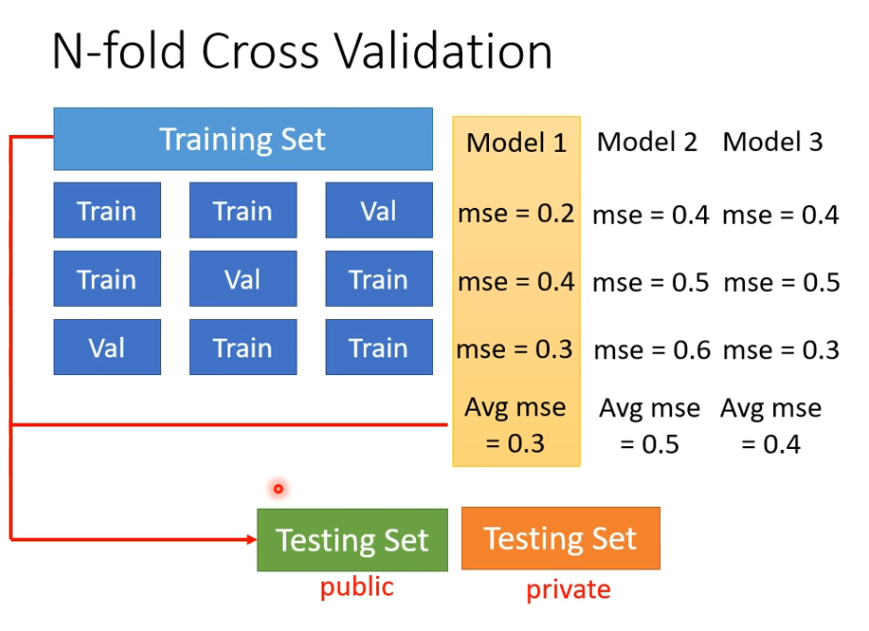 N-fold Cross Validation
Training Set
Model 1 Model 2 Model 3
Train Train Val
mse = 0.2 mse = 0.4 mse = 0.4
Train Val Train
mse = 0.4 mse = 0.5 mse = 0.5
Val Train Train
mse = 0.3 mse = 0.6 mse = 0.3
Avg mse Avg mse Avg mse
= 0.3 = 0.5 = 0.4
Testing Set Testing Set
public private